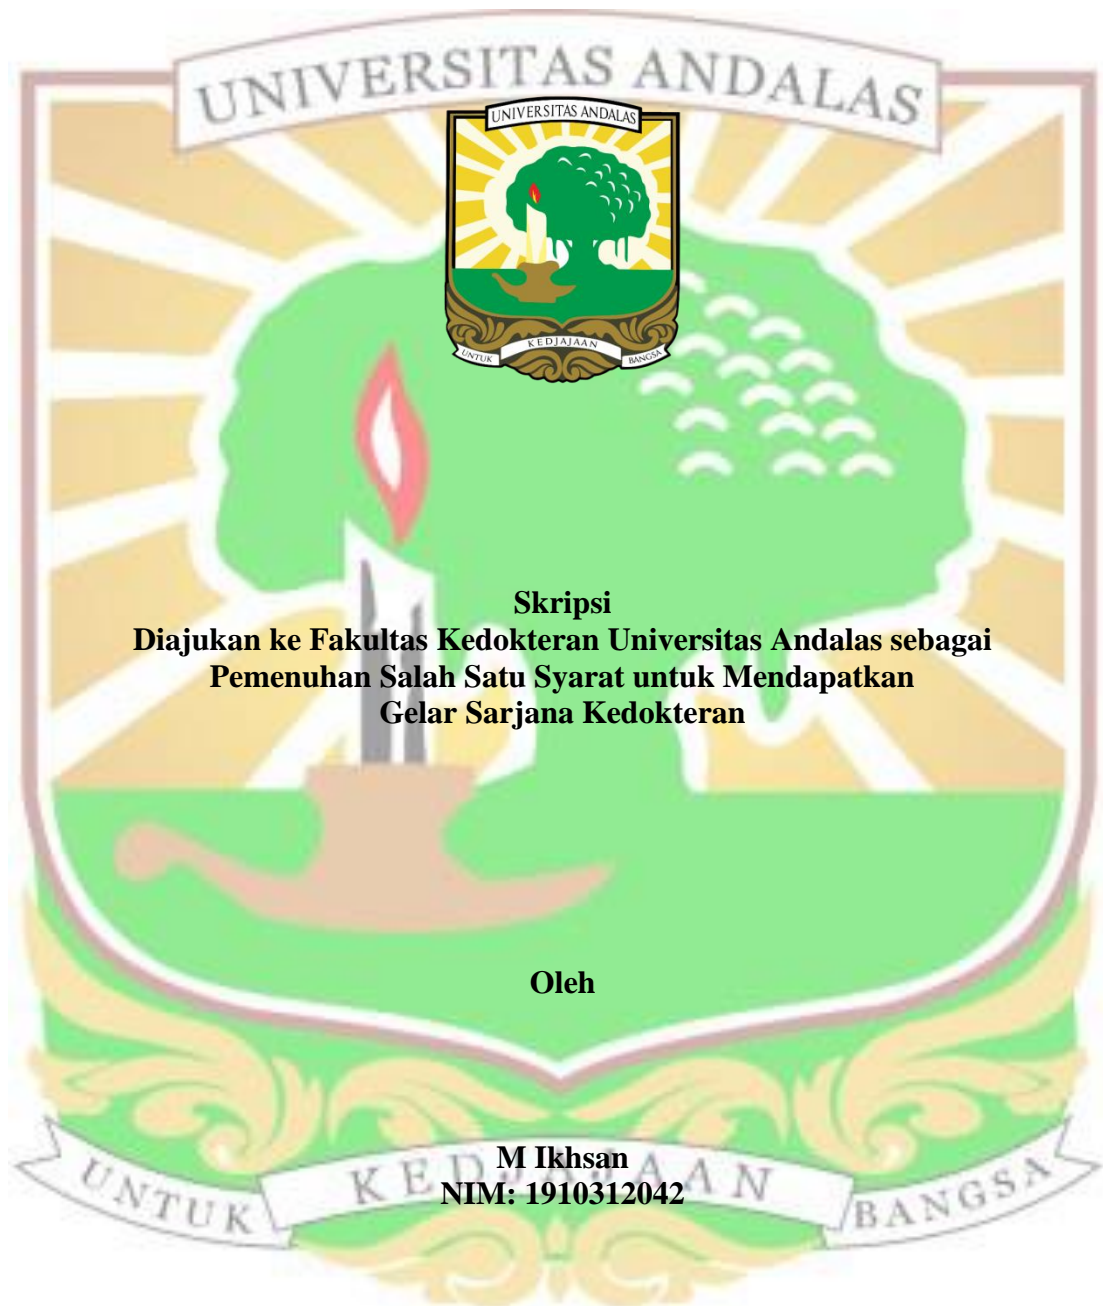 UNIVERSITAS ANDALAS
UNIVERSITAS ANDALAS
UNTUK KEDJAJAAN BANGSA
Skripsi
Diajukan ke Fakultas Kedokteran Universitas Andalas sebagai
Pemenuhan Salah Satu Syarat untuk Mendapatkan
Gelar Sarjana Kedokteran
Oleh
M Ikhsan
NIM: 1910312042
UNTUK KEDJAJAAN BANGSA